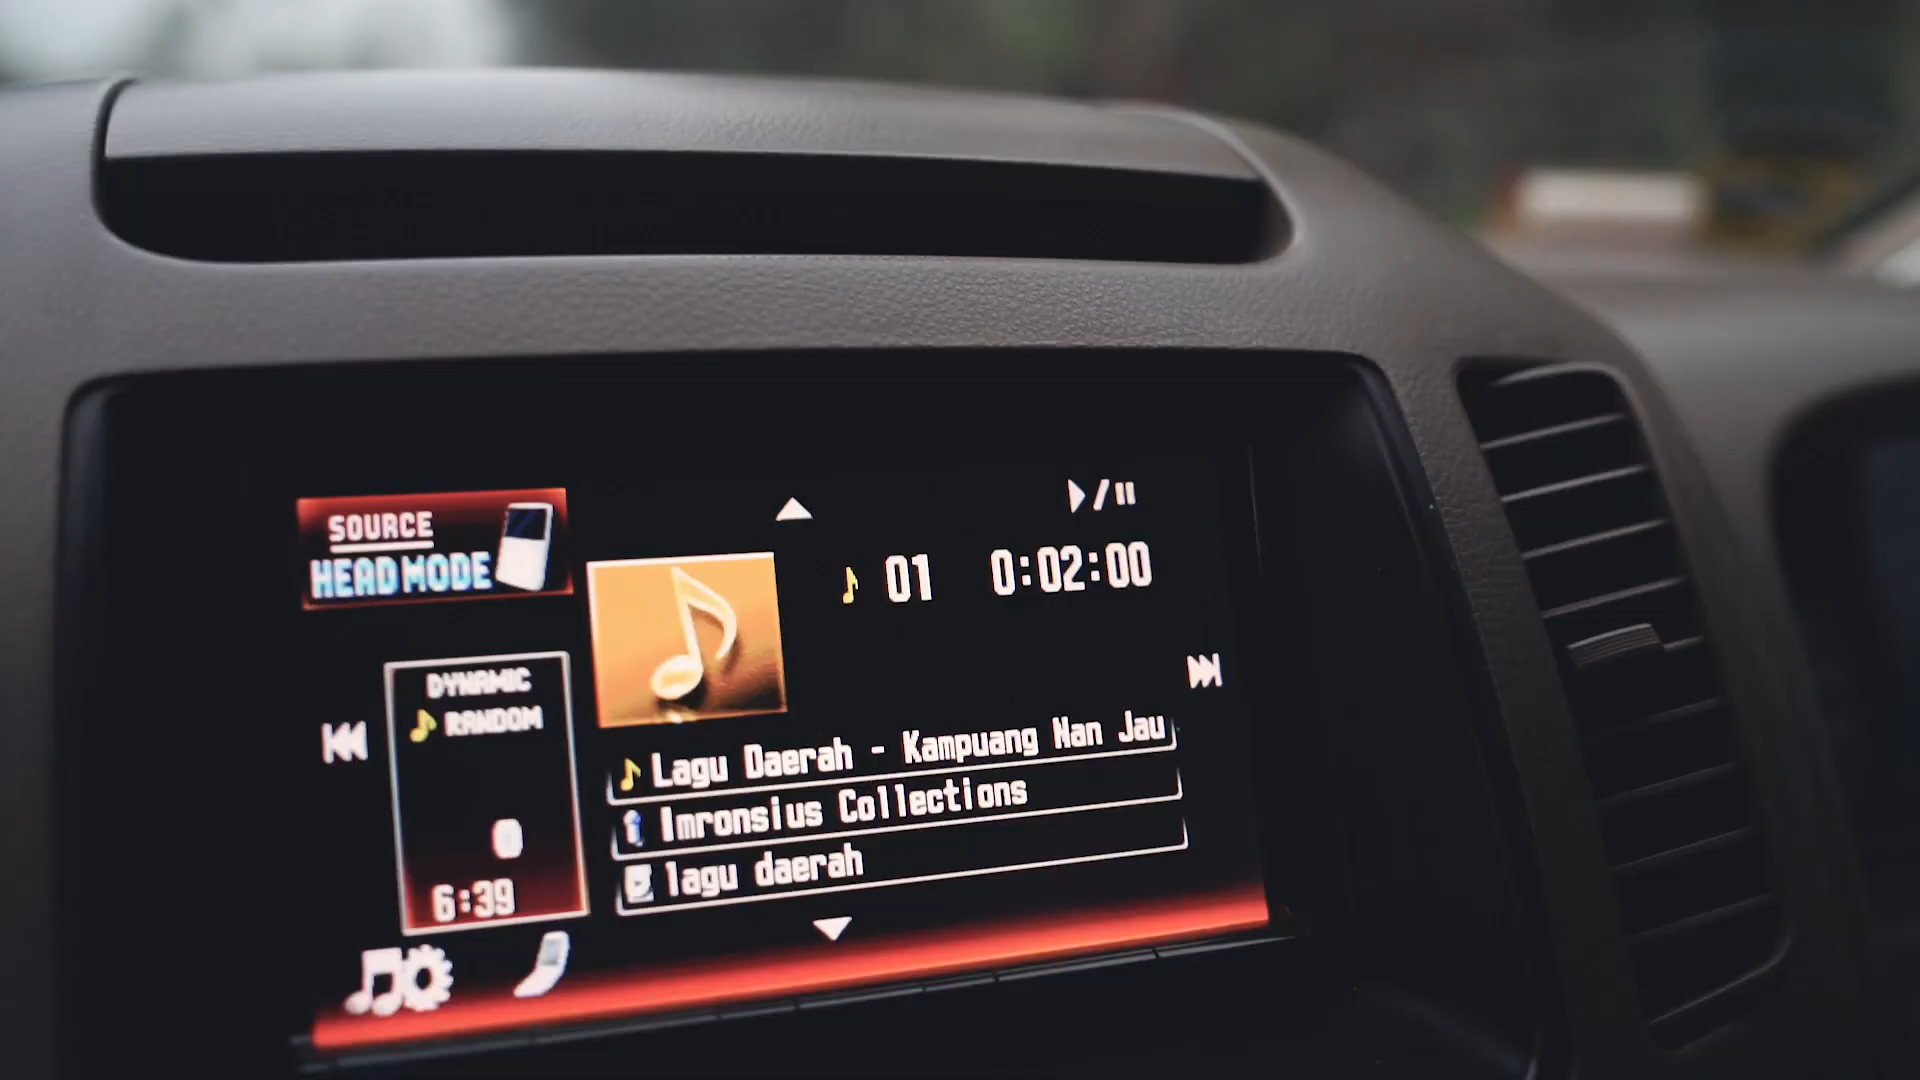 SOURCE
HEAD MODE
01 0:02:00
DYNAMIC
RANDOM
Lagu Daerah - Kampuang Nan Jau
Imronsius Collections
lagu daerah
0
6:39